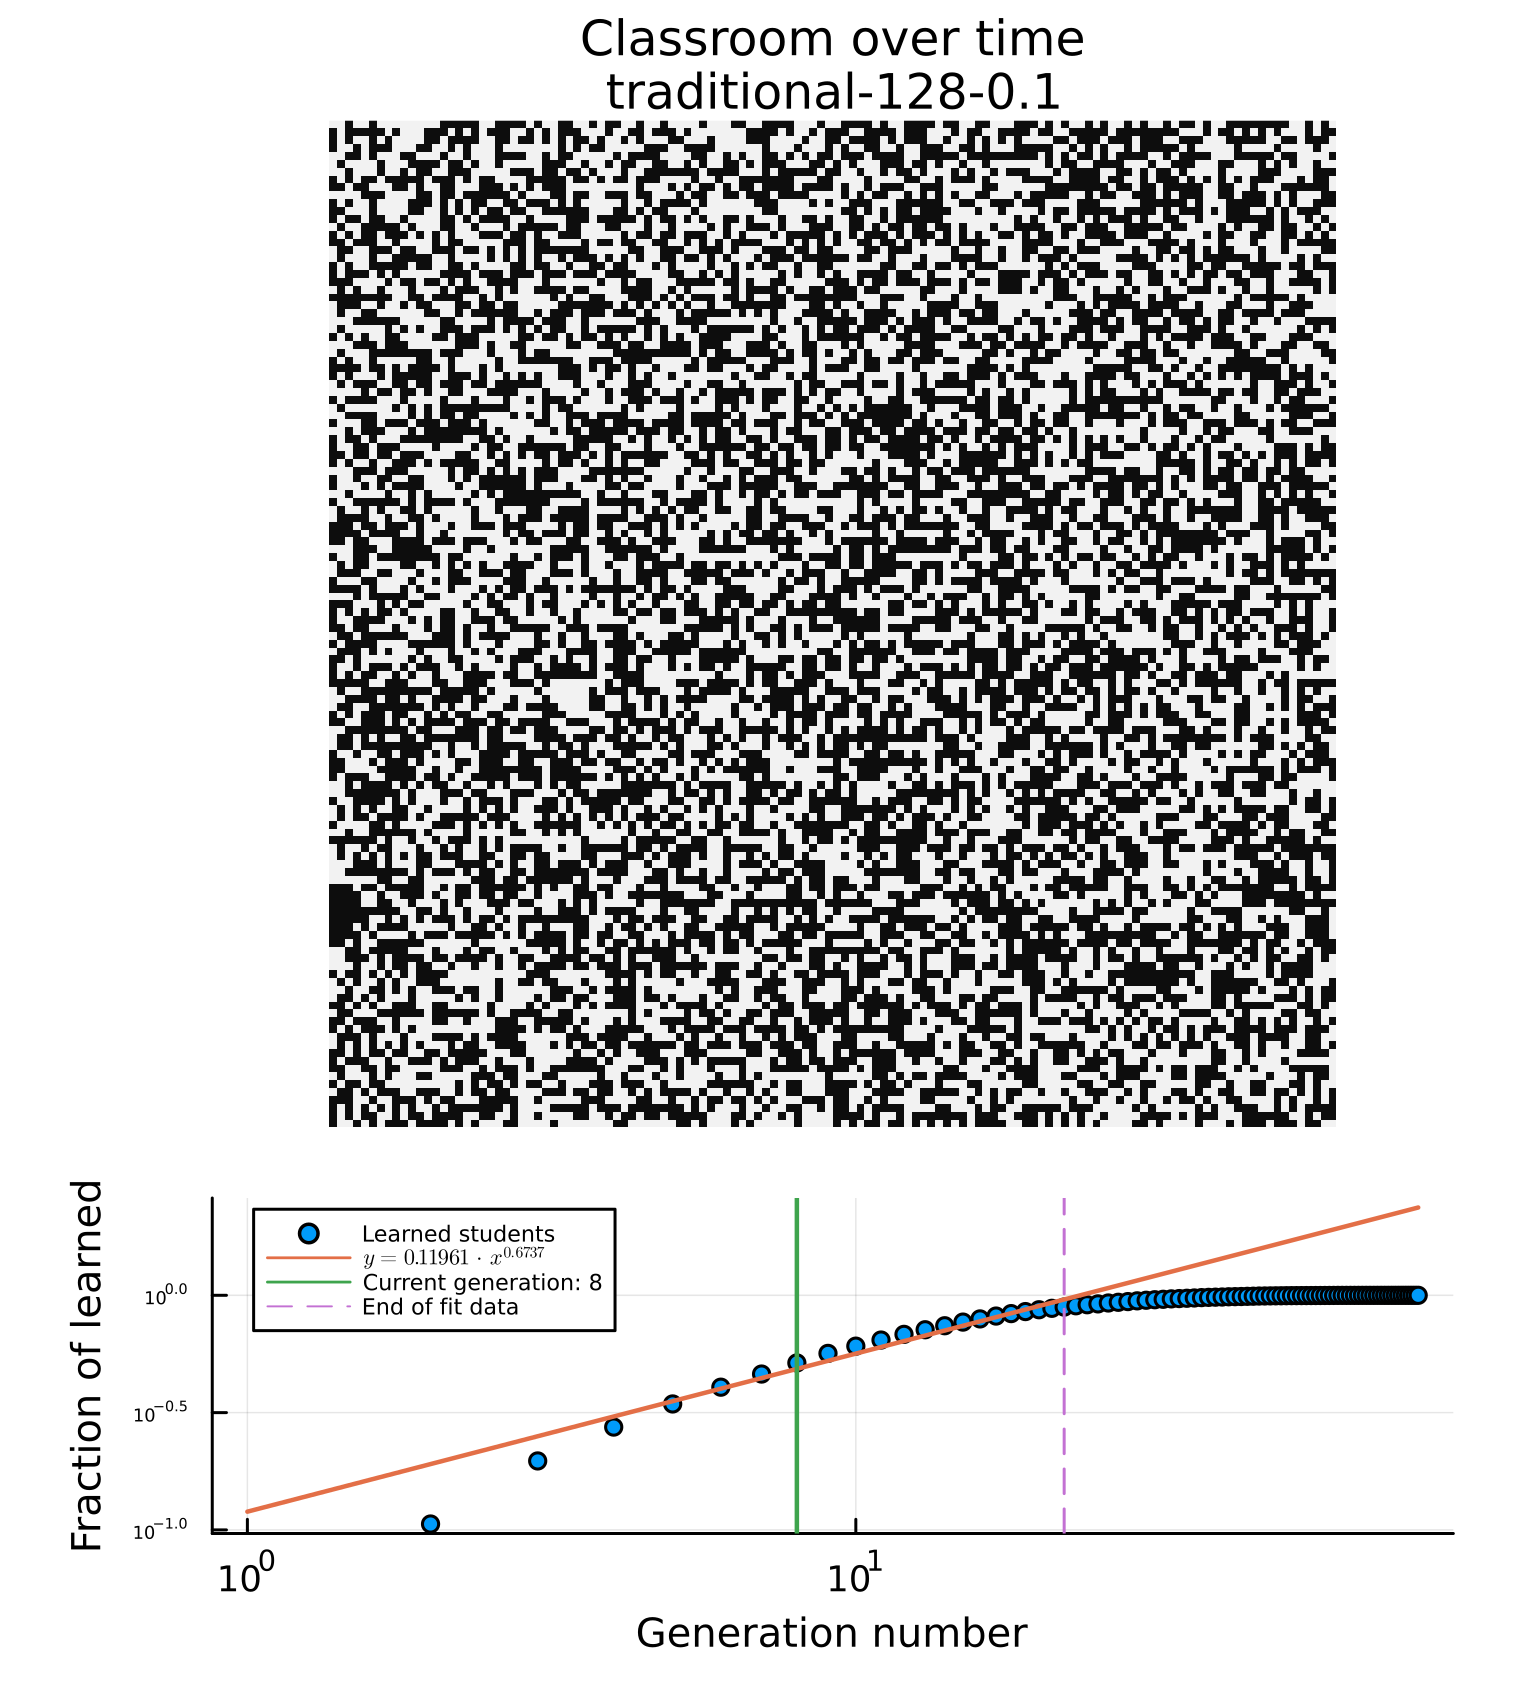 Classroom over time
traditional-128-0.1
Fraction of learned
10^0.0
10^-0.5
10^-1.0
Learned students
y = 0.11961 · x^0.6737
Current generation: 8
End of fit data
10^0
10^1
Generation number